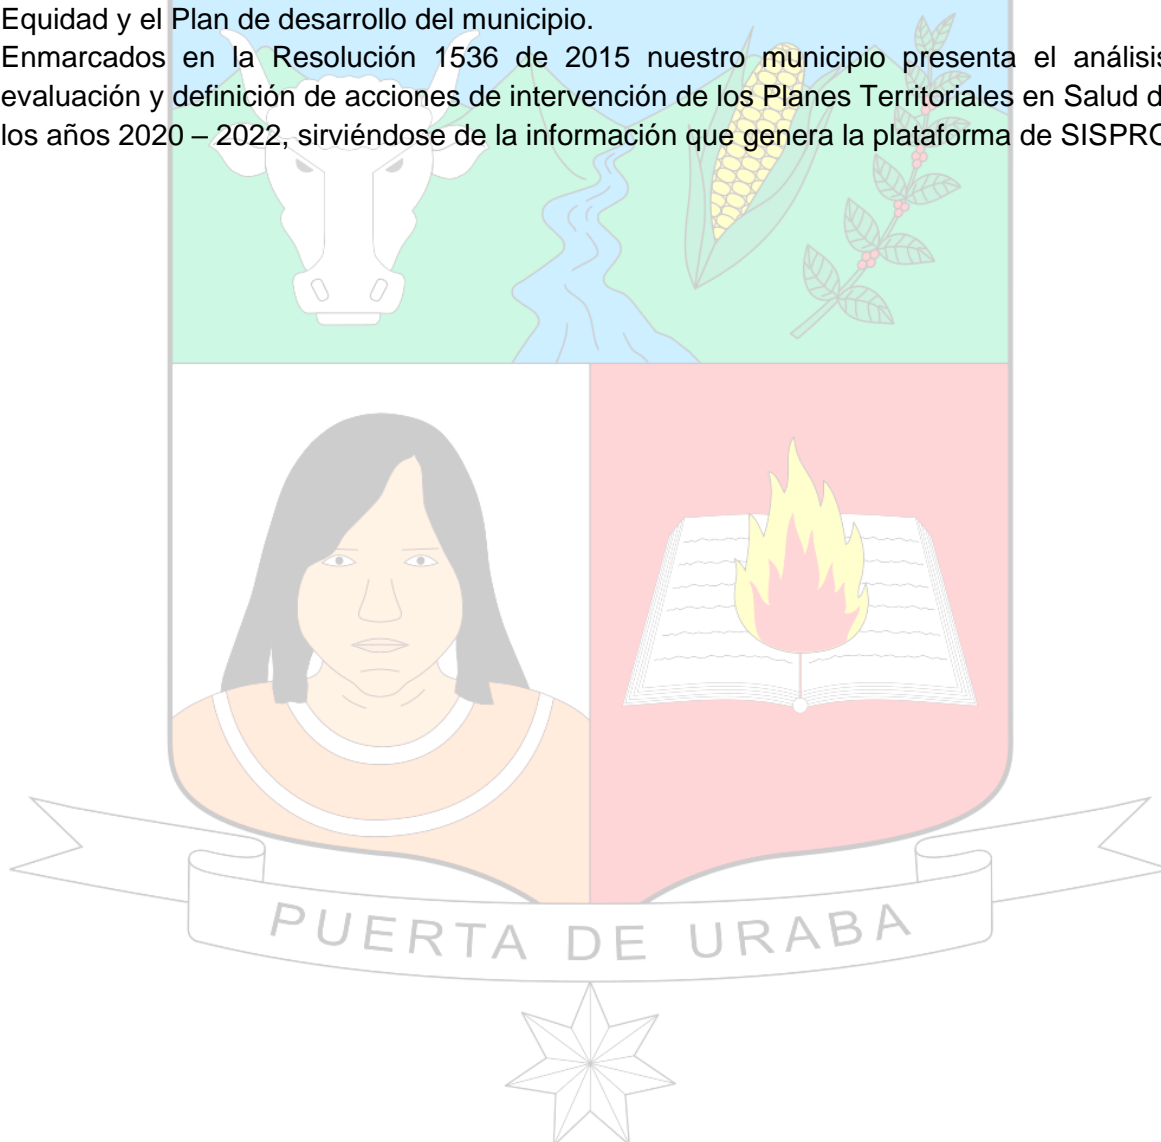 Equidad y el Plan de desarrollo del municipio.
Enmarcados en la Resolución 1536 de 2015 nuestro municipio presenta el análisis
evaluación y definición de acciones de intervención de los Planes Territoriales en Salud d
los años 2020 – 2022, sirviéndose de la información que genera la plataforma de SISPRO
PUERTA DE URABA